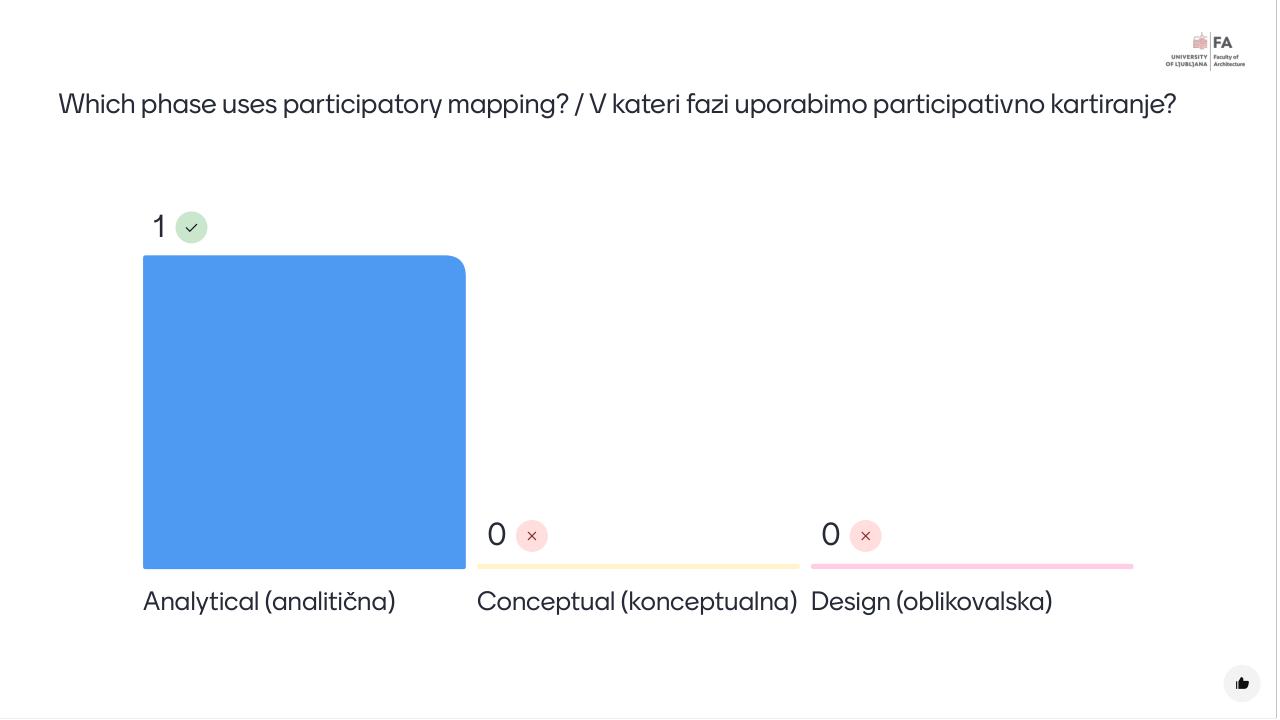 FA
UNIVERSITY
OF LJUBLJANA
Faculty of
Architecture
Which phase uses participatory mapping? / V kateri fazi uporabimo participativno kartiranje?
1
0
0
Analytical (analitična)
Conceptual (konceptualna)
Design (oblikovalska)